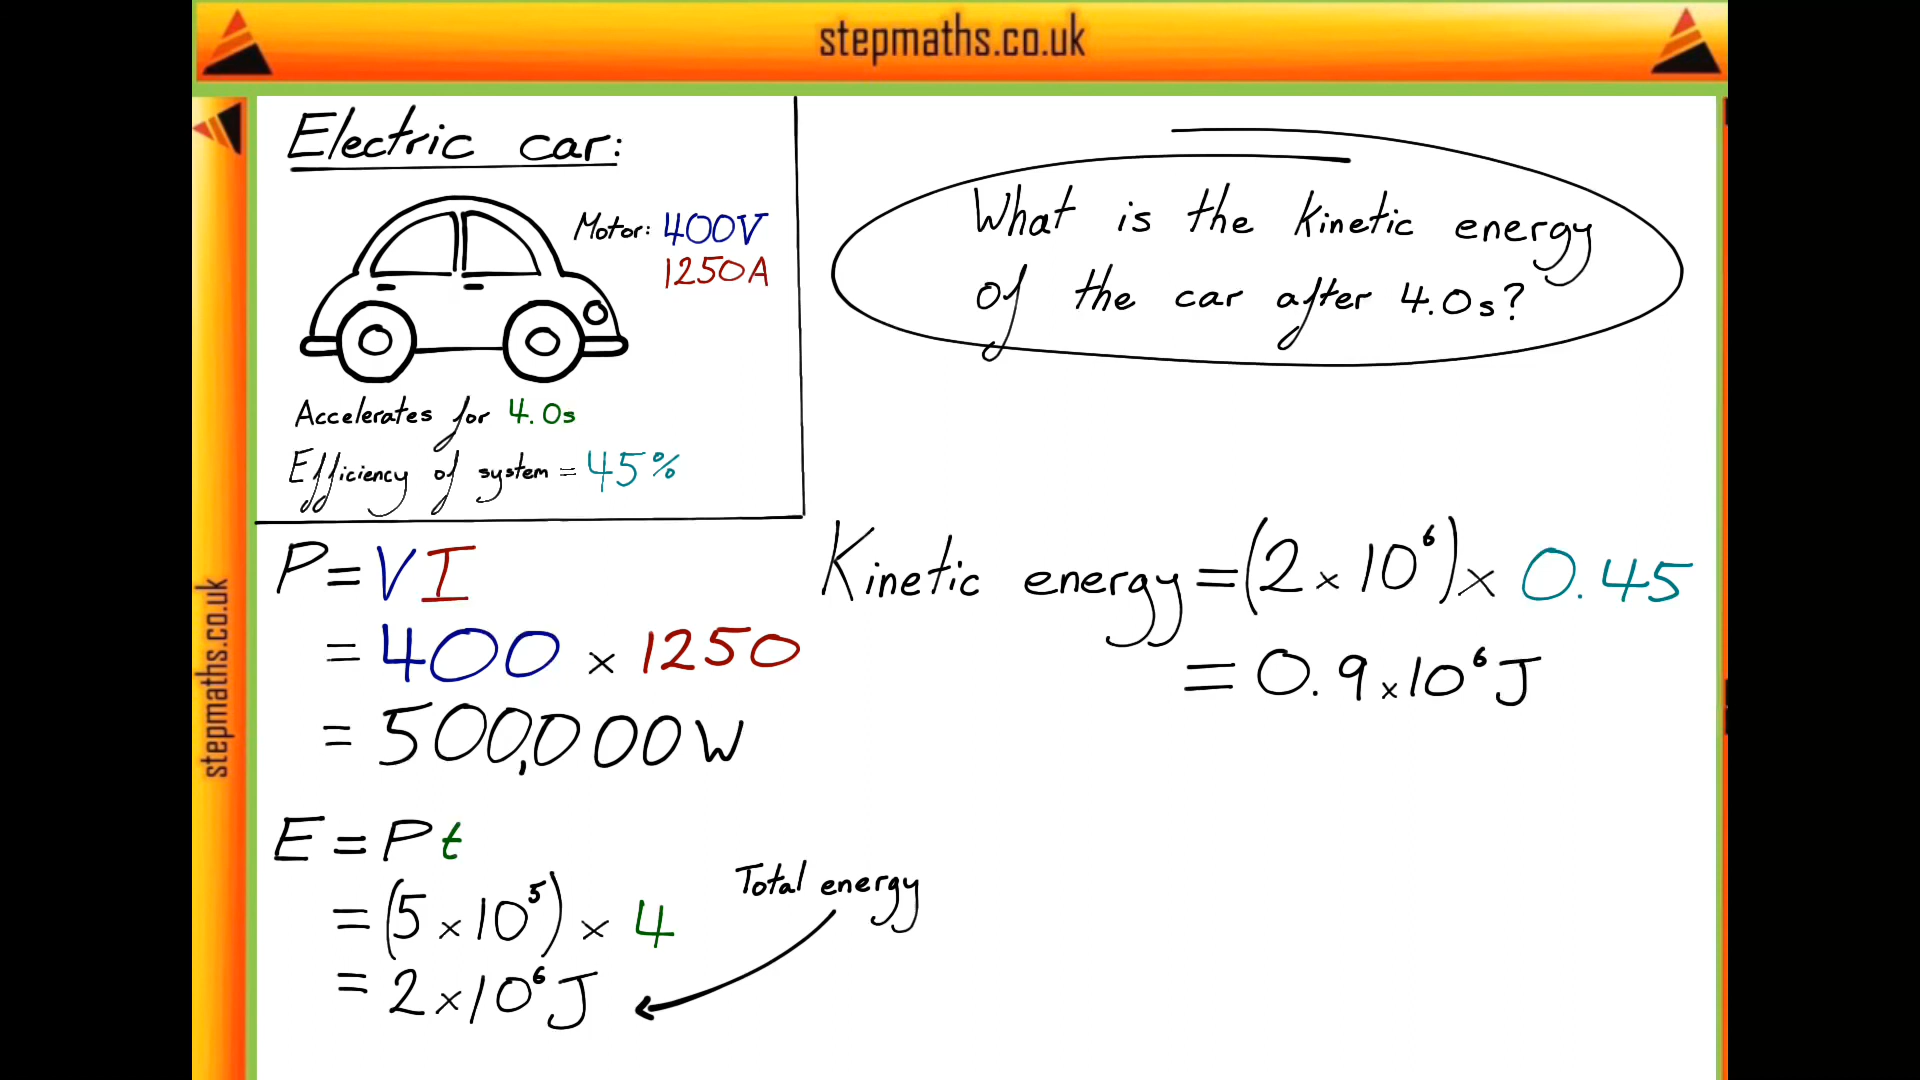 stepmaths.co.uk
stepmaths.co.uk
Electric car:
Motor: 400V
1250A
Accelerates for 4.0s
Efficiency of system = 45%
What is the kinetic energy
of the car after 4.0s?
P = VI
= 400 × 1250
= 500,000W
E = Pt
= (5 × 10⁵) × 4
= 2 × 10⁶ J
Total energy
Kinetic energy = (2 × 10⁶) × 0.45
= 0.9 × 10⁶ J